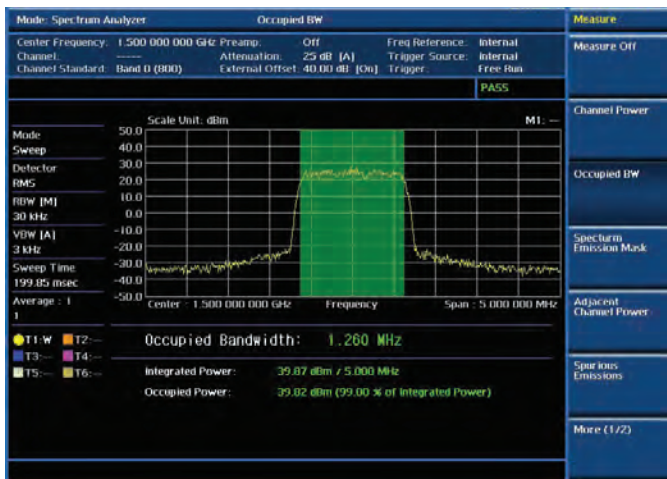 Mode: Spectrum Analyzer Occupied BW Measure
Center Frequency: 1.500 000 000 GHz Preamp: Off Freq Reference: Internal
Channel: ----- Attenuation: 25 dB [A] Trigger Source: Internal
Channel Standard: Band 0 (800) External Offset: 40.00 dB [On] Trigger: Free Run
PASS
Measure Off
Channel Power
Occupied BW
Specturm
Emission Mask
Adjacent
Channel Power
Spurious
Emissions
More (1/2)
Mode
Sweep
Detector
RMS
RBW [M]
30 kHz
VBW [A]
3 kHz
Sweep Time
199.85 msec
Average : 1
1
T1:W T2:--
T3:-- T4:--
T5:-- T6:--
Scale Unit: dBm M1: --
50.0
40.0
30.0
20.0
10.0
0.0
-10.0
-20.0
-30.0
-40.0
-50.0
Center : 1.500 000 000 GHz Frequency Span : 5.000 000 MHz
Occupied Bandwidth: 1.260 MHz
Integrated Power: 39.87 dBm / 5.000 MHz
Occupied Power: 39.82 dBm (99.00 % of Integrated Power)